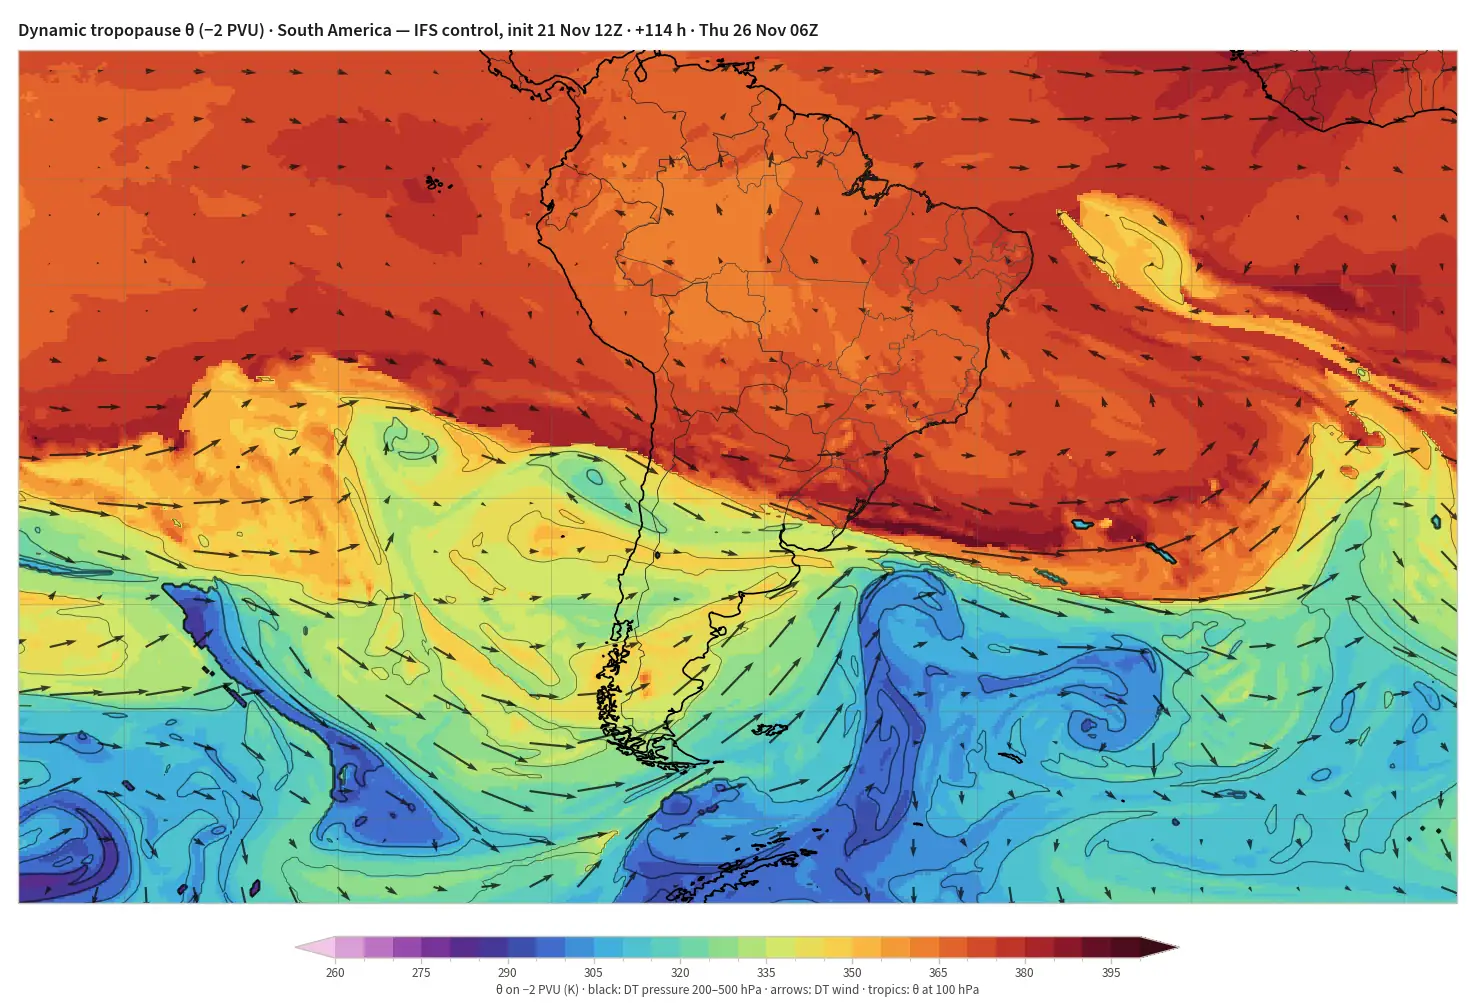 Dynamic tropopause θ (−2 PVU) · South America — IFS control, init 21 Nov 12Z · +114 h · Thu 26 Nov 06Z
260 275 290 305 320 335 350 365 380 395
θ on −2 PVU (K) · black: DT pressure 200–500 hPa · arrows: DT wind · tropics: θ at 100 hPa